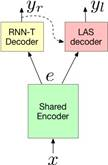 y_r y_l
RNN-T LAS
Decoder decoder
e
Shared
Encoder
x